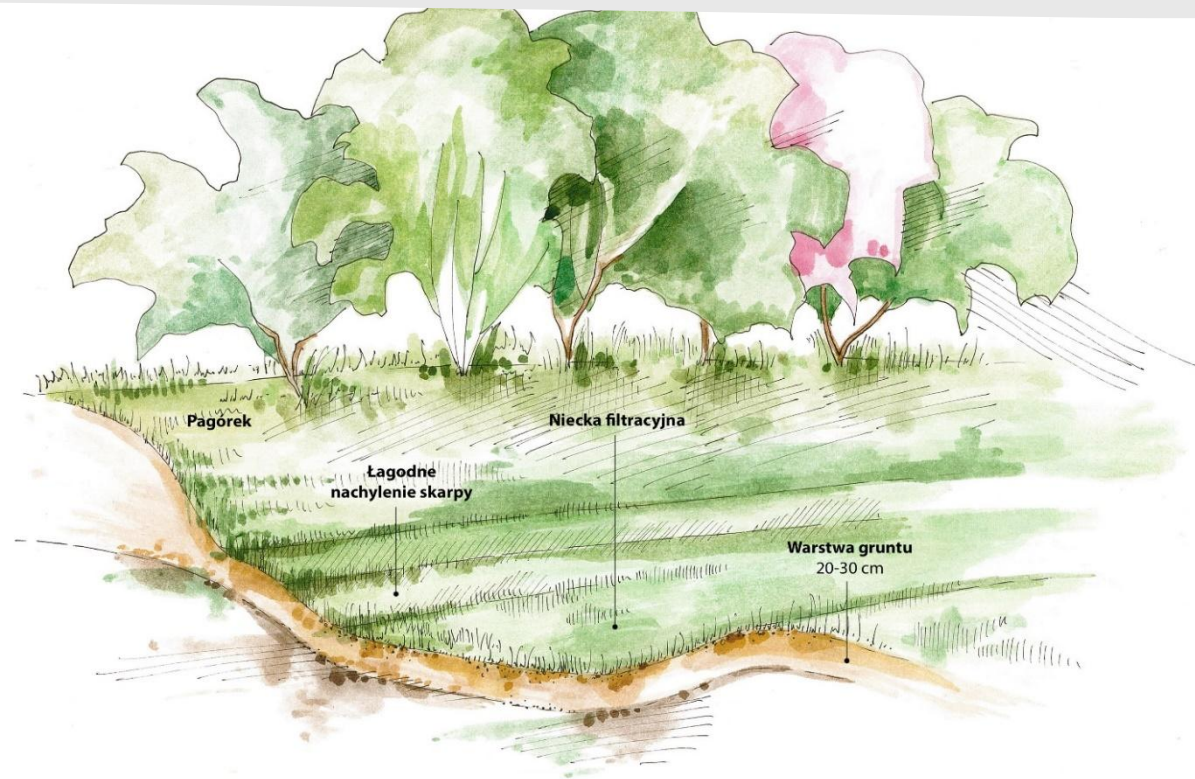 Pagórek
Niecka filtracyjna
Łagodne
nachylenie skarpy
Warstwa gruntu
20-30 cm